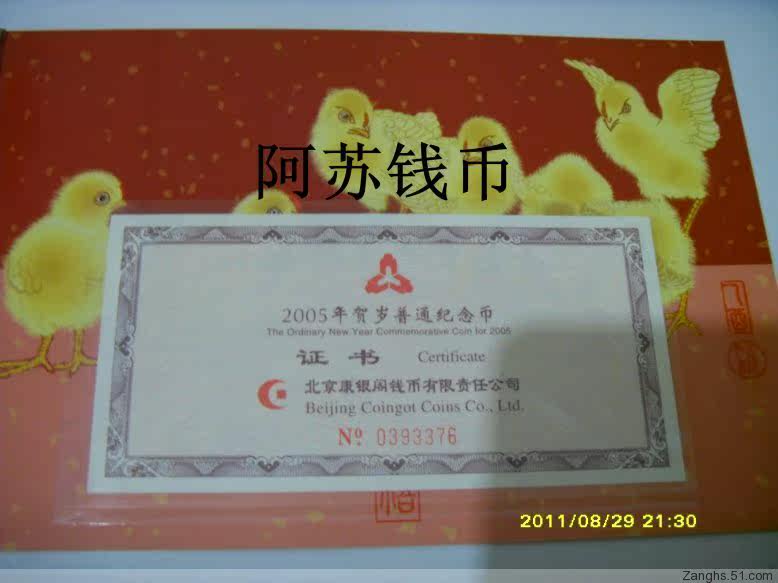 阿苏钱币
2005年贺岁普通纪念币
The Ordinary New Year Commemorative Coin for 2005
证书 Certificate
北京康银阁钱币有限责任公司
Beijing Coingot Coins Co., Ltd.
Nº 0393376
2011/08/29 21:30
Zanghs.51.com